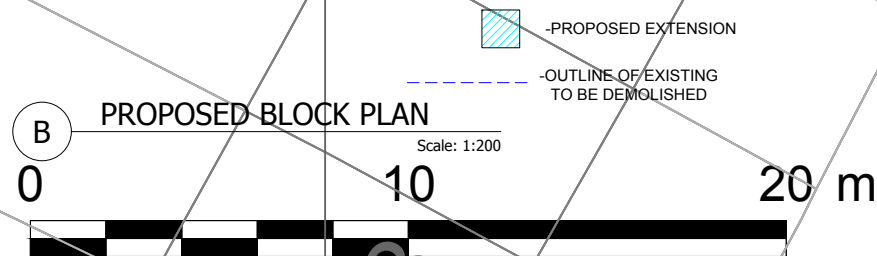 -PROPOSED EXTENSION
-OUTLINE OF EXISTING
TO BE DEMOLISHED
B PROPOSED BLOCK PLAN
Scale: 1:200
0 10 20 m